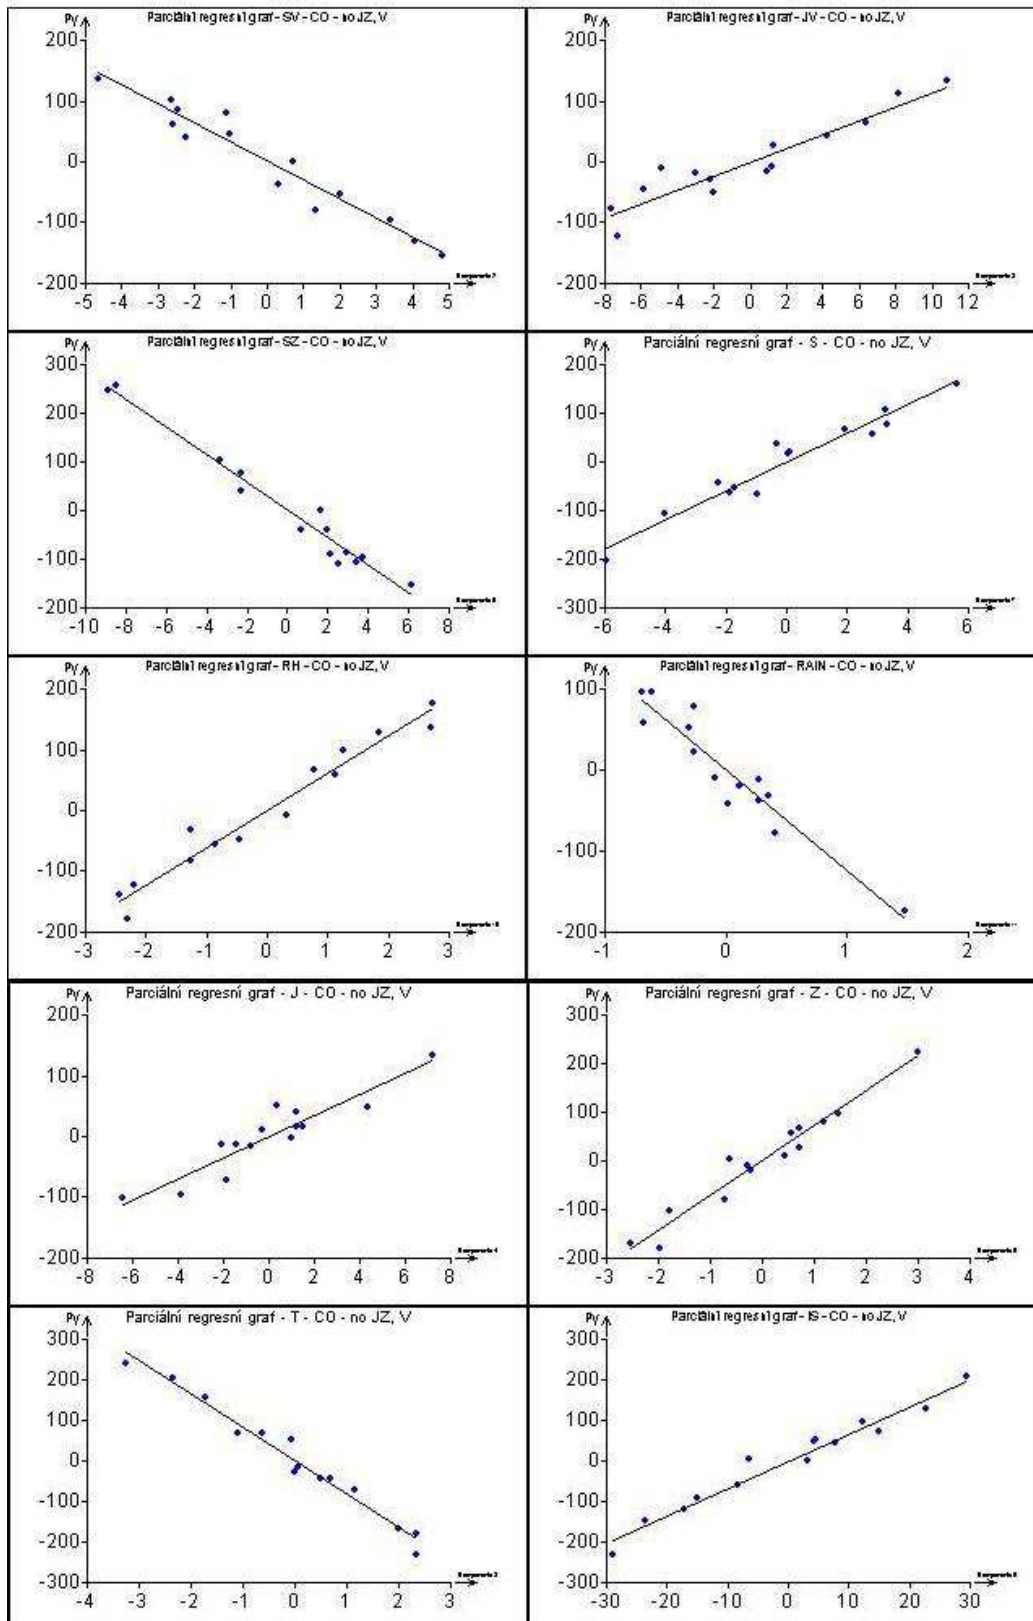 Py Parciální regresní graf - SV - CO - no JZ, V
200
100
0
-100
-200
-5 -4 -3 -2 -1 0 1 2 3 4 5
Py Parciální regresní graf - JV - CO - no JZ, V
200
100
0
-100
-200
-8 -6 -4 -2 0 2 4 6 8 10 12
Py Parciální regresní graf - SZ - CO - no JZ, V
300
200
100
0
-100
-200
-10 -8 -6 -4 -2 0 2 4 6 8
Py Parciální regresní graf - S - CO - no JZ, V
200
100
0
-100
-200
-300
-6 -4 -2 0 2 4 6
Py Parciální regresní graf - RH - CO - no JZ, V
200
100
0
-100
-200
-3 -2 -1 0 1 2 3
Py Parciální regresní graf - RAIN - CO - no JZ, V
100
0
-100
-200
-1 0 1 2
Py Parciální regresní graf - J - CO - no JZ, V
200
100
0
-100
-200
-8 -6 -4 -2 0 2 4 6 8
Py Parciální regresní graf - Z - CO - no JZ, V
300
200
100
0
-100
-200
-3 -2 -1 0 1 2 3 4
Py Parciální regresní graf - T - CO - no JZ, V
300
200
100
0
-100
-200
-300
-4 -3 -2 -1 0 1 2 3
Py Parciální regresní graf - IS - CO - no JZ, V
300
200
100
0
-100
-200
-300
-30 -20 -10 0 10 20 30